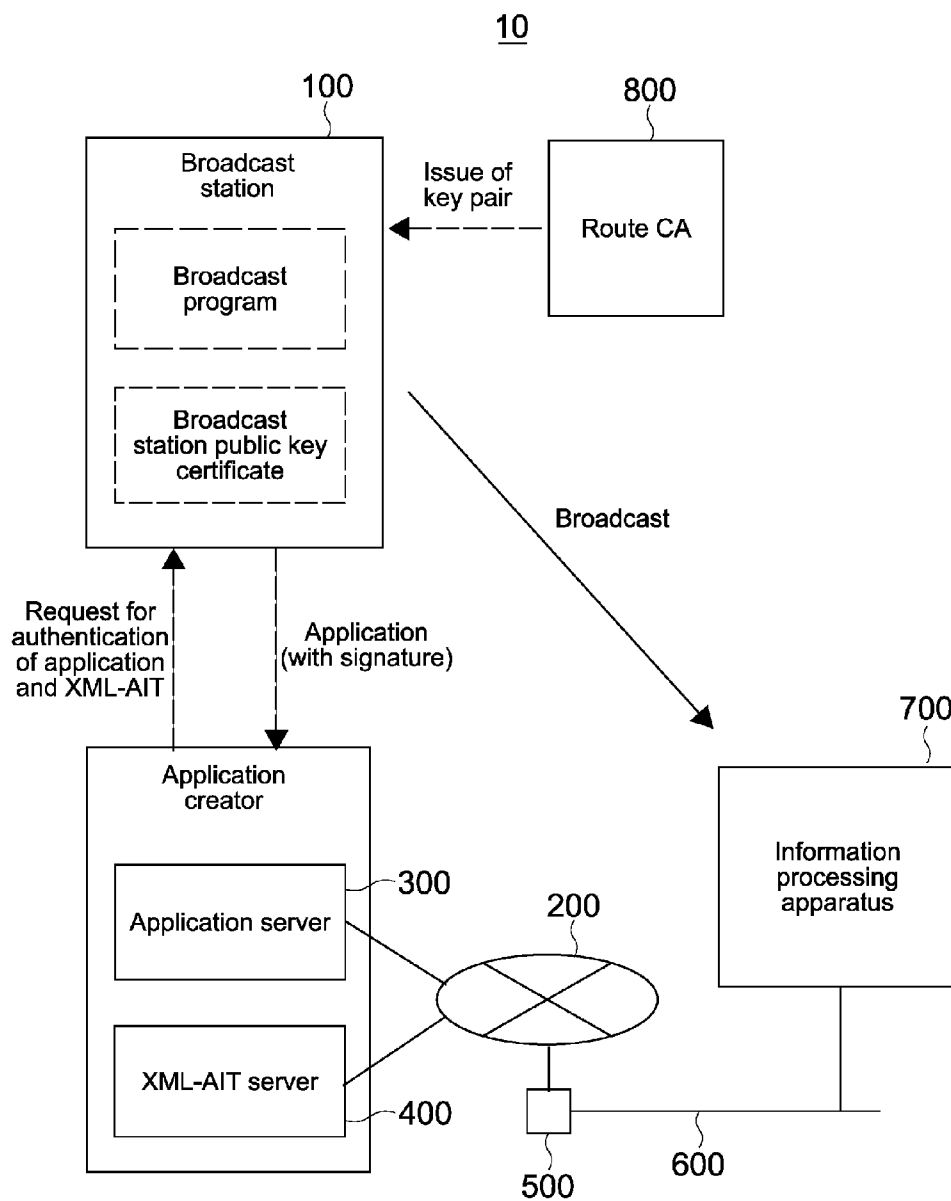 10
100
800
Broadcast
station
Issue of
key pair
Route CA
Broadcast
program
Broadcast
station public key
certificate
Broadcast
Request for
authentication
of application
and XML-AIT
Application
(with signature)
700
Application
creator
Information
processing
apparatus
300
Application server
200
XML-AIT server
400
500
600